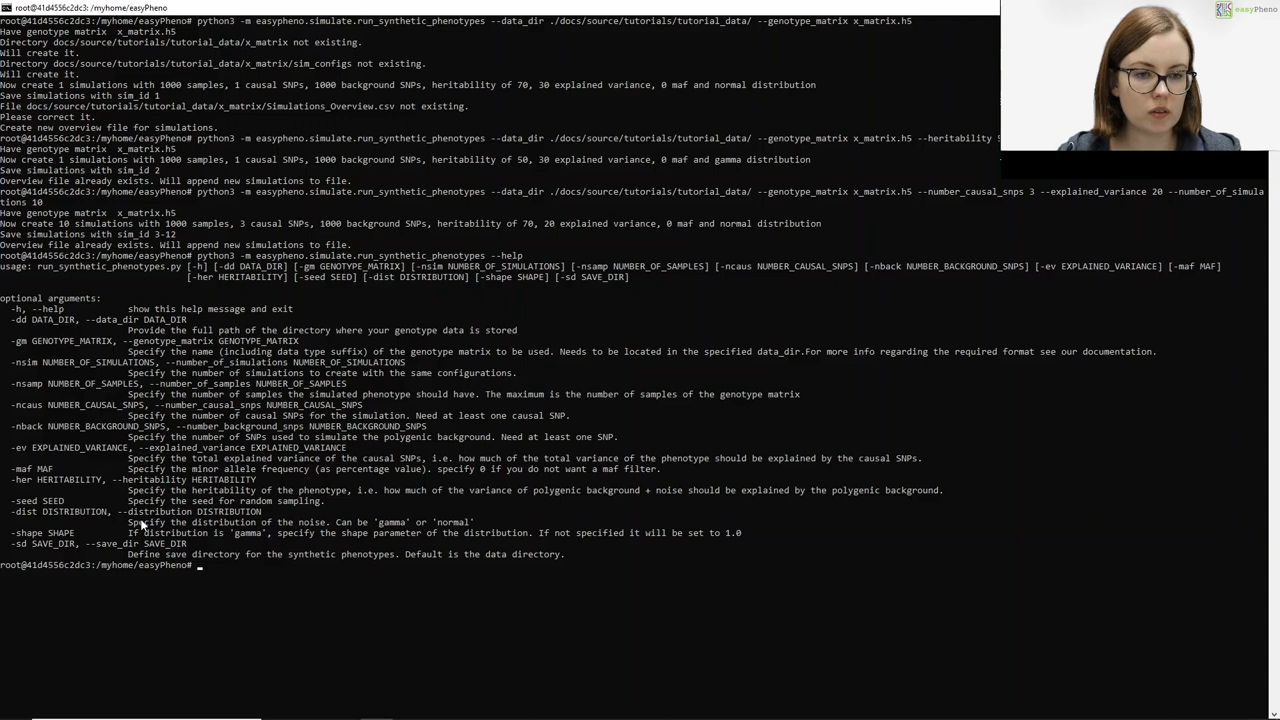 root@41d4556c2dc3: /myhome/easyPheno
easyPheno
root@41d4556c2dc3:/myhome/easyPheno# python3 -m easypheno.simulate.run_synthetic_phenotypes --data_dir ./docs/source/tutorials/tutorial_data/ --genotype_matrix x_matrix.h5
Have genotype matrix  x_matrix.h5
Directory docs/source/tutorials/tutorial_data/x_matrix not existing.
Will create it.
Directory docs/source/tutorials/tutorial_data/x_matrix/sim_configs not existing.
Will create it.
Now create 1 simulations with 1000 samples, 1 causal SNPs, 1000 background SNPs, heritability of 70, 30 explained variance, 0 maf and normal distribution
Save simulations with sim_id 1
File docs/source/tutorials/tutorial_data/x_matrix/Simulations_Overview.csv not existing.
Please correct it.
Create new overview file for simulations.
root@41d4556c2dc3:/myhome/easyPheno# python3 -m easypheno.simulate.run_synthetic_phenotypes --data_dir ./docs/source/tutorials/tutorial_data/ --genotype_matrix x_matrix.h5 --heritability
Have genotype matrix  x_matrix.h5
Now create 1 simulations with 1000 samples, 1 causal SNPs, 1000 background SNPs, heritability of 50, 30 explained variance, 0 maf and gamma distribution
Save simulations with sim_id 2
Overview file already exists. Will append new simulations to file.
root@41d4556c2dc3:/myhome/easyPheno# python3 -m easypheno.simulate.run_synthetic_phenotypes --data_dir ./docs/source/tutorials/tutorial_data/ --genotype_matrix x_matrix.h5 --number_causal_snps 3 --explained_variance 20 --number_of_simula
tions 10
Have genotype matrix  x_matrix.h5
Now create 10 simulations with 1000 samples, 3 causal SNPs, 1000 background SNPs, heritability of 70, 20 explained variance, 0 maf and normal distribution
Save simulations with sim_id 3-12
Overview file already exists. Will append new simulations to file.
root@41d4556c2dc3:/myhome/easyPheno# python3 -m easypheno.simulate.run_synthetic_phenotypes --help
usage: run_synthetic_phenotypes.py [-h] [-dd DATA_DIR] [-gm GENOTYPE_MATRIX] [-nsim NUMBER_OF_SIMULATIONS] [-nsamp NUMBER_OF_SAMPLES] [-ncaus NUMBER_CAUSAL_SNPS] [-nback NUMBER_BACKGROUND_SNPS] [-ev EXPLAINED_VARIANCE] [-maf MAF]
[-her HERITABILITY] [-seed SEED] [-dist DISTRIBUTION] [-shape SHAPE] [-sd SAVE_DIR]
optional arguments:
-h, --help show this help message and exit
-dd DATA_DIR, --data_dir DATA_DIR
Provide the full path of the directory where your genotype data is stored
-gm GENOTYPE_MATRIX, --genotype_matrix GENOTYPE_MATRIX
Specify the name (including data type suffix) of the genotype matrix to be used. Needs to be located in the specified data_dir.For more info regarding the required format see our documentation.
-nsim NUMBER_OF_SIMULATIONS, --number_of_simulations NUMBER_OF_SIMULATIONS
Specify the number of simulations to create with the same configurations.
-nsamp NUMBER_OF_SAMPLES, --number_of_samples NUMBER_OF_SAMPLES
Specify the number of samples the simulated phenotype should have. The maximum is the number of samples of the genotype matrix
-ncaus NUMBER_CAUSAL_SNPS, --number_causal_snps NUMBER_CAUSAL_SNPS
Specify the number of causal SNPs for the simulation. Need at least one causal SNP.
-nback NUMBER_BACKGROUND_SNPS, --number_background_snps NUMBER_BACKGROUND_SNPS
Specify the number of SNPs used to simulate the polygenic background. Need at least one SNP.
-ev EXPLAINED_VARIANCE, --explained_variance EXPLAINED_VARIANCE
Specify the total explained variance of the causal SNPs, i.e. how much of the total variance of the phenotype should be explained by the causal SNPs.
-maf MAF Specify the minor allele frequency (as percentage value). specify 0 if you do not want a maf filter.
-her HERITABILITY, --heritability HERITABILITY
Specify the heritability of the phenotype, i.e. how much of the variance of polygenic background + noise should be explained by the polygenic background.
-seed SEED Specify the seed for random sampling.
-dist DISTRIBUTION, --distribution DISTRIBUTION
Specify the distribution of the noise. Can be 'gamma' or 'normal'
-shape SHAPE If distribution is 'gamma', specify the shape parameter of the distribution. If not specified it will be set to 1.0
-sd SAVE_DIR, --save_dir SAVE_DIR
Define save directory for the synthetic phenotypes. Default is the data directory.
root@41d4556c2dc3:/myhome/easyPheno#